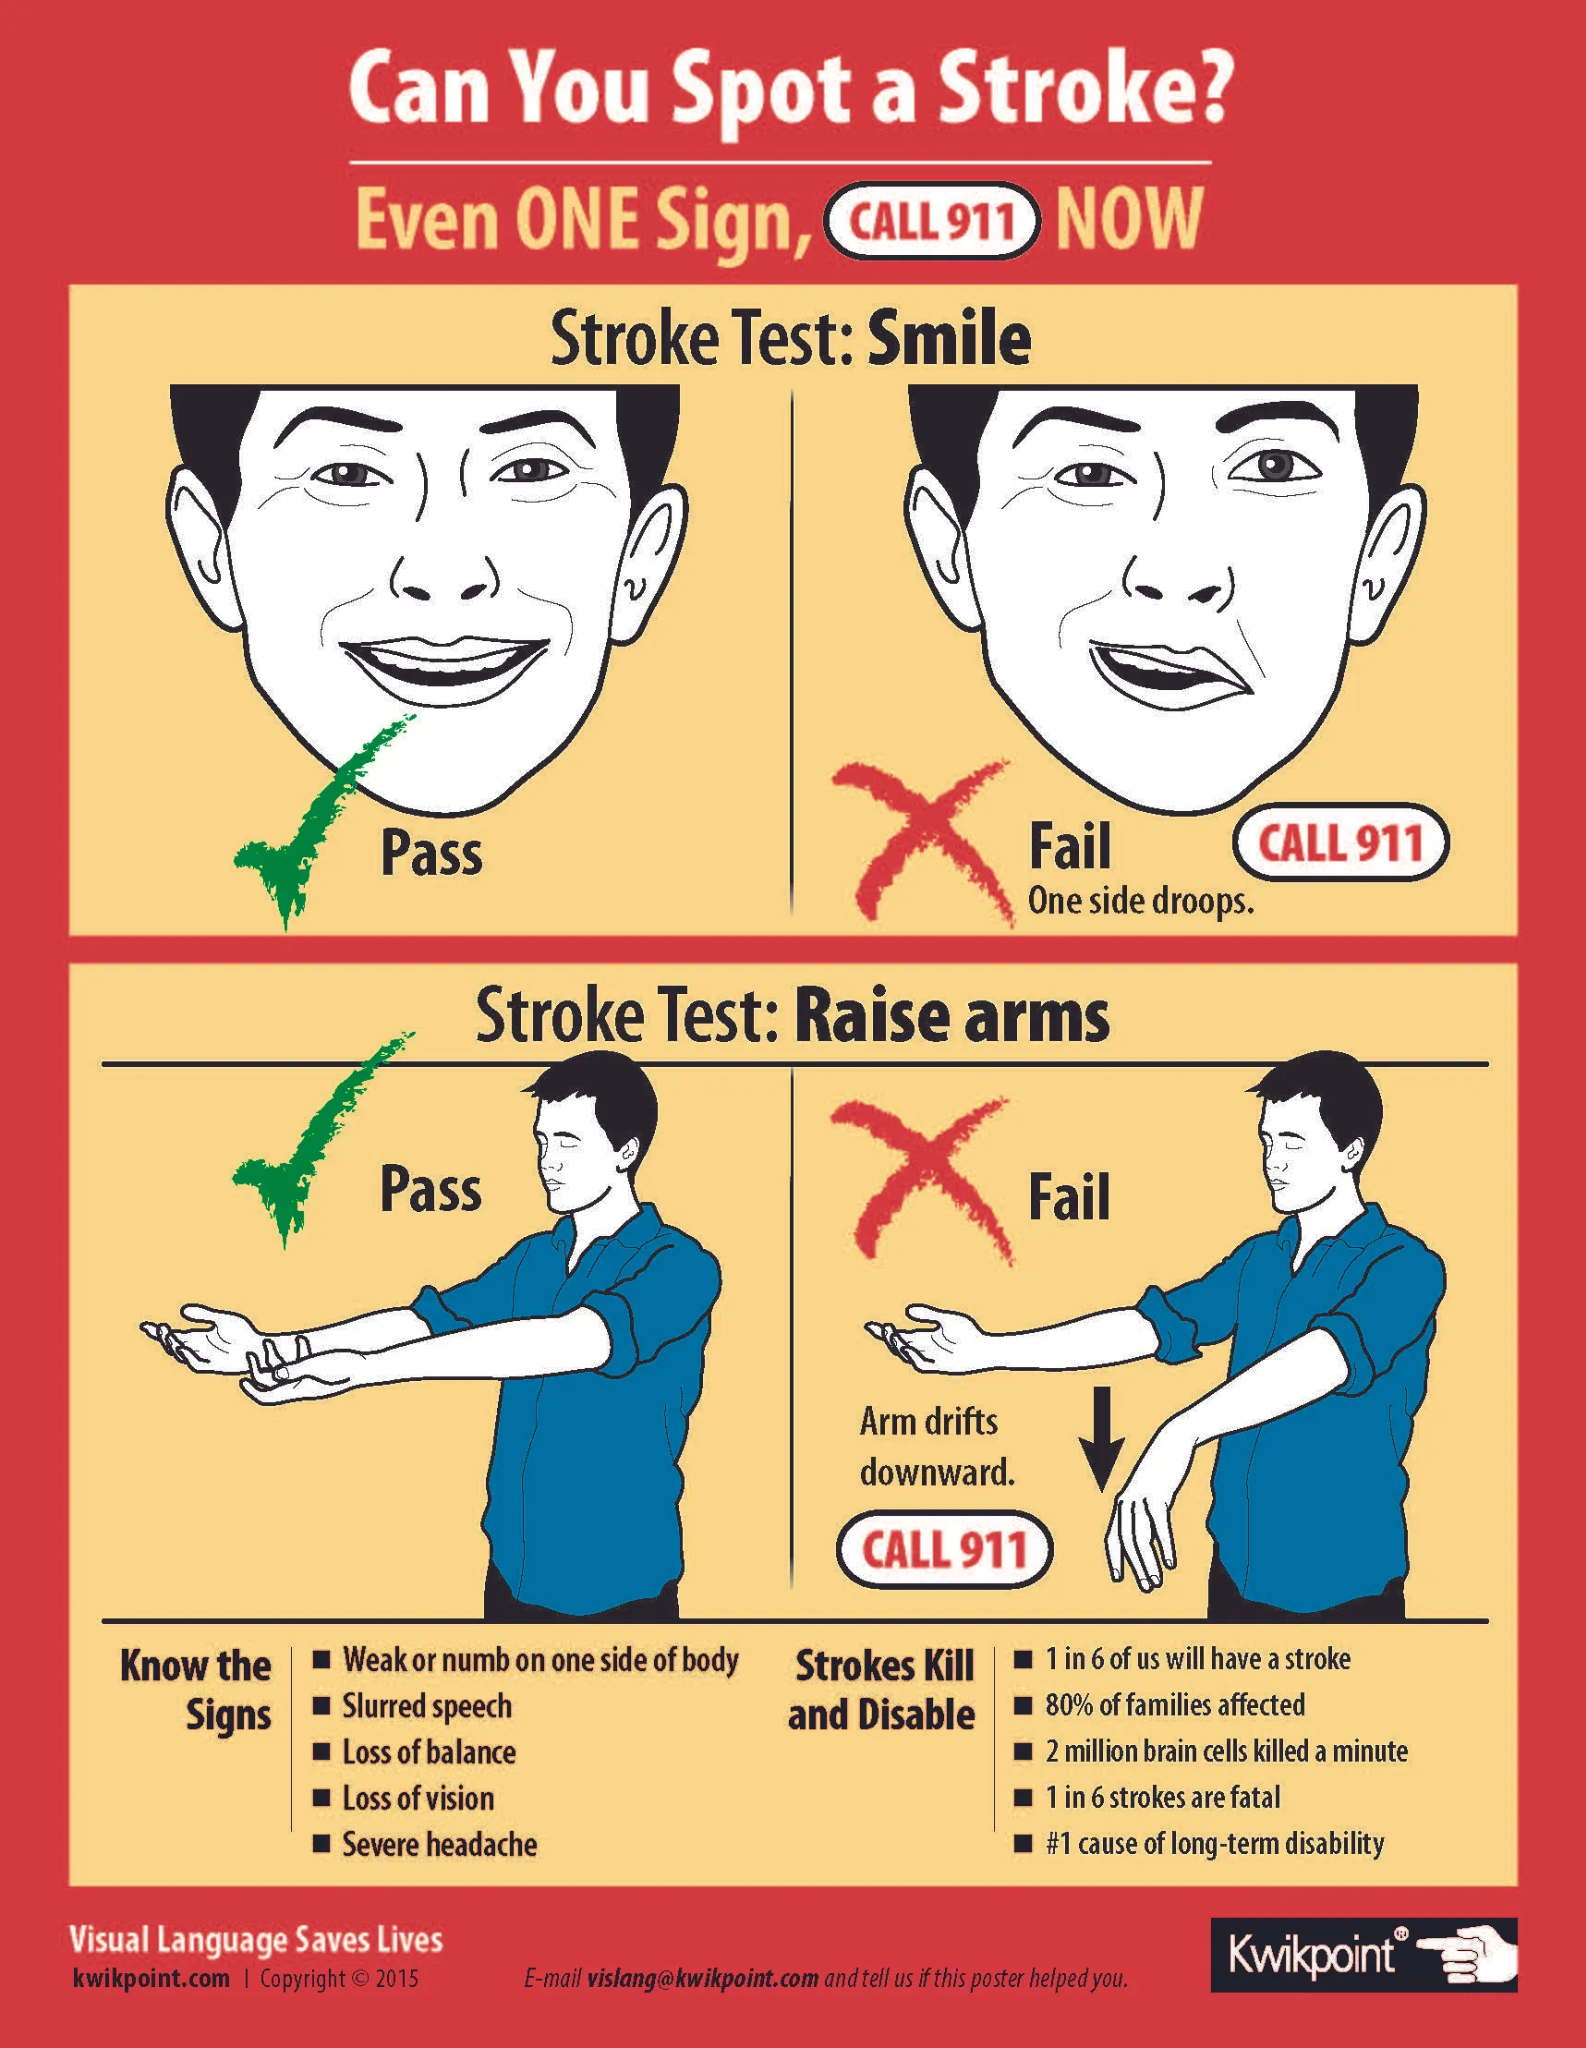 Can You Spot a Stroke?
Even ONE Sign, CALL 911 NOW
Stroke Test: Smile
Pass
Fail
One side droops.
CALL 911
Stroke Test: Raise arms
Pass
Fail
Arm drifts
downward.
CALL 911
Know the
Signs
■ Weak or numb on one side of body
■ Slurred speech
■ Loss of balance
■ Loss of vision
■ Severe headache
Strokes Kill
and Disable
■ 1 in 6 of us will have a stroke
■ 80% of families affected
■ 2 million brain cells killed a minute
■ 1 in 6 strokes are fatal
■ #1 cause of long-term disability
Visual Language Saves Lives
kwikpoint.com | Copyright © 2015
E-mail vislang@kwikpoint.com and tell us if this poster helped you.
Kwikpoint®